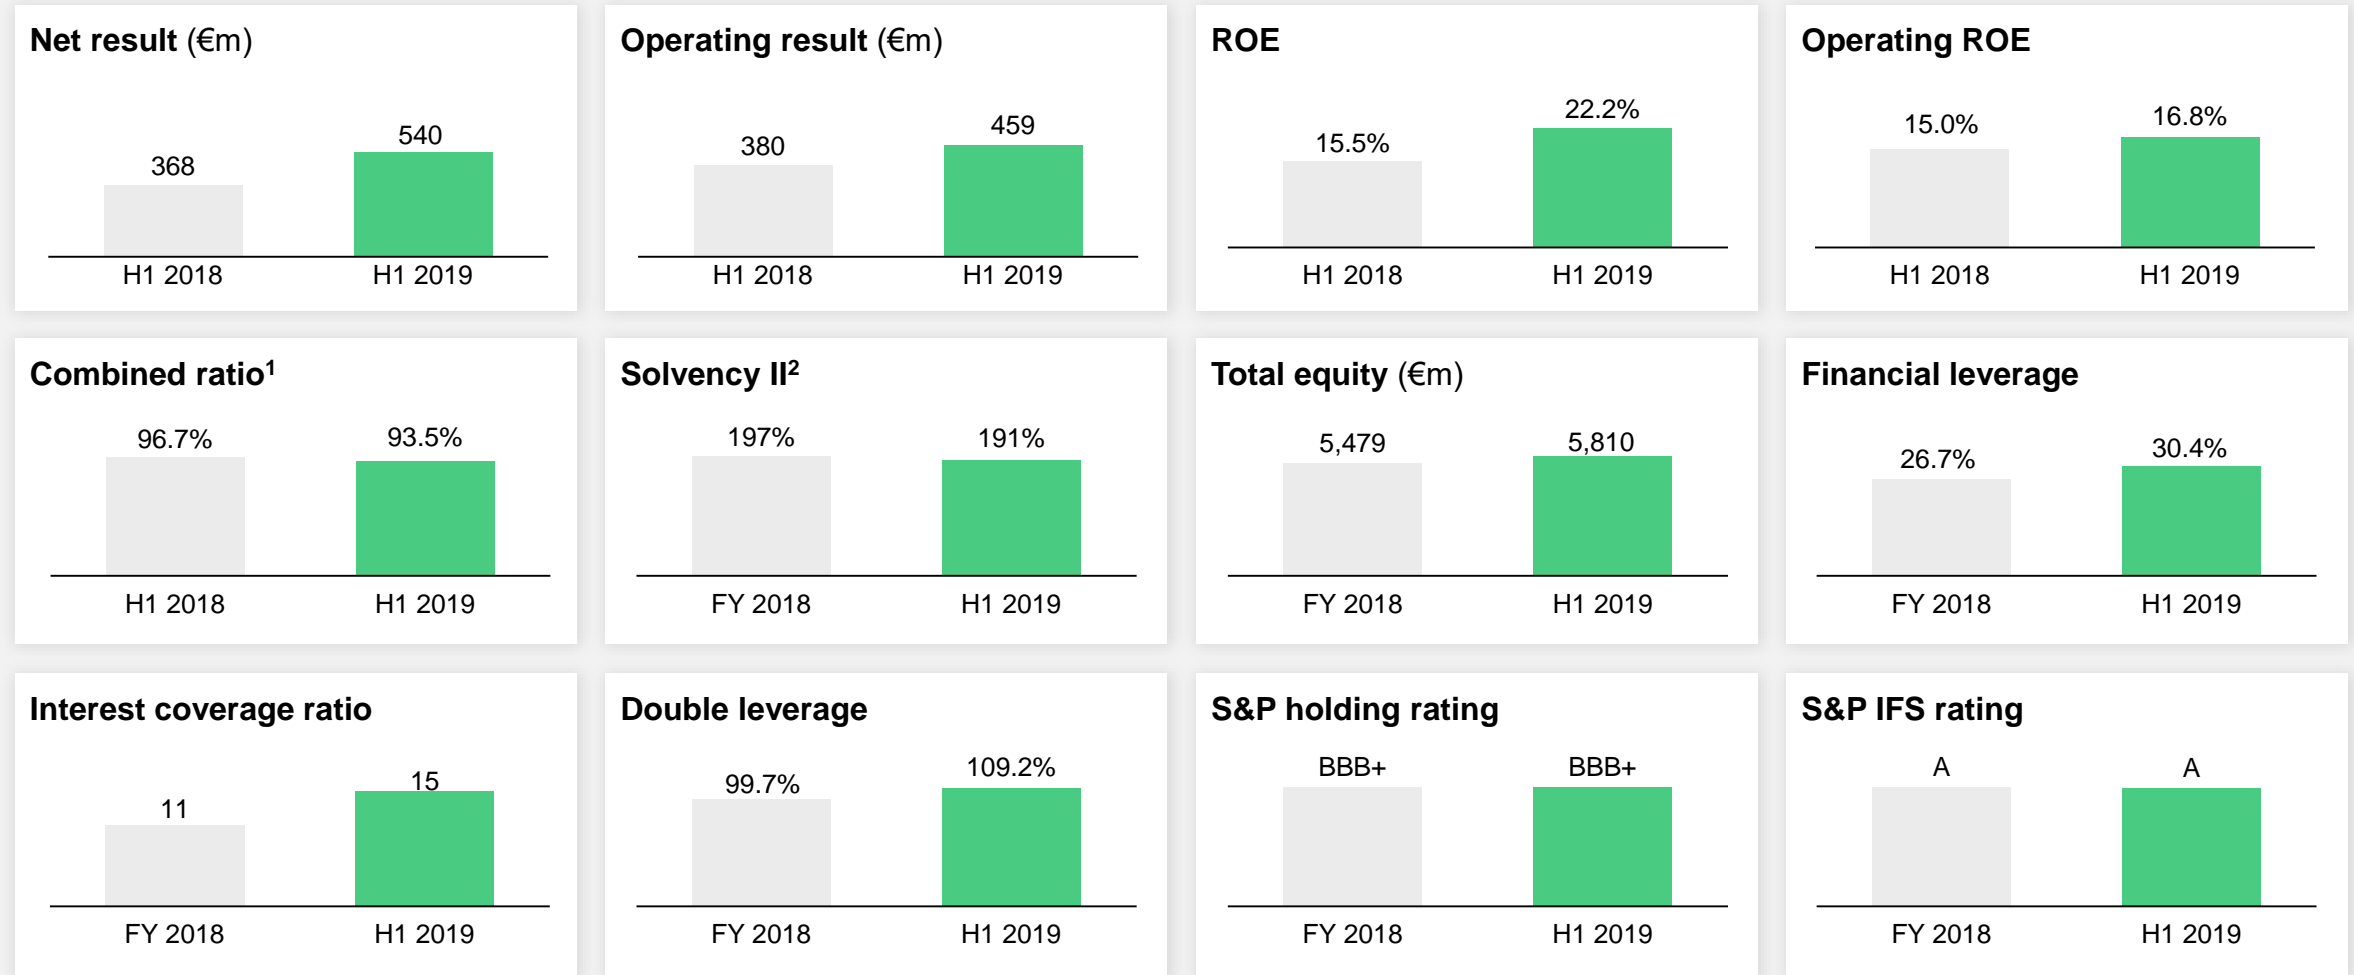 Net result (€m)
368
540
H1 2018
H1 2019
Operating result (€m)
380
459
H1 2018
H1 2019
ROE
15.5%
22.2%
H1 2018
H1 2019
Operating ROE
15.0%
16.8%
H1 2018
H1 2019
Combined ratio¹
96.7%
93.5%
H1 2018
H1 2019
Solvency II²
197%
191%
FY 2018
H1 2019
Total equity (€m)
5,479
5,810
FY 2018
H1 2019
Financial leverage
26.7%
30.4%
FY 2018
H1 2019
Interest coverage ratio
11
15
FY 2018
H1 2019
Double leverage
99.7%
109.2%
FY 2018
H1 2019
S&P holding rating
BBB+
BBB+
FY 2018
H1 2019
S&P IFS rating
A
A
FY 2018
H1 2019